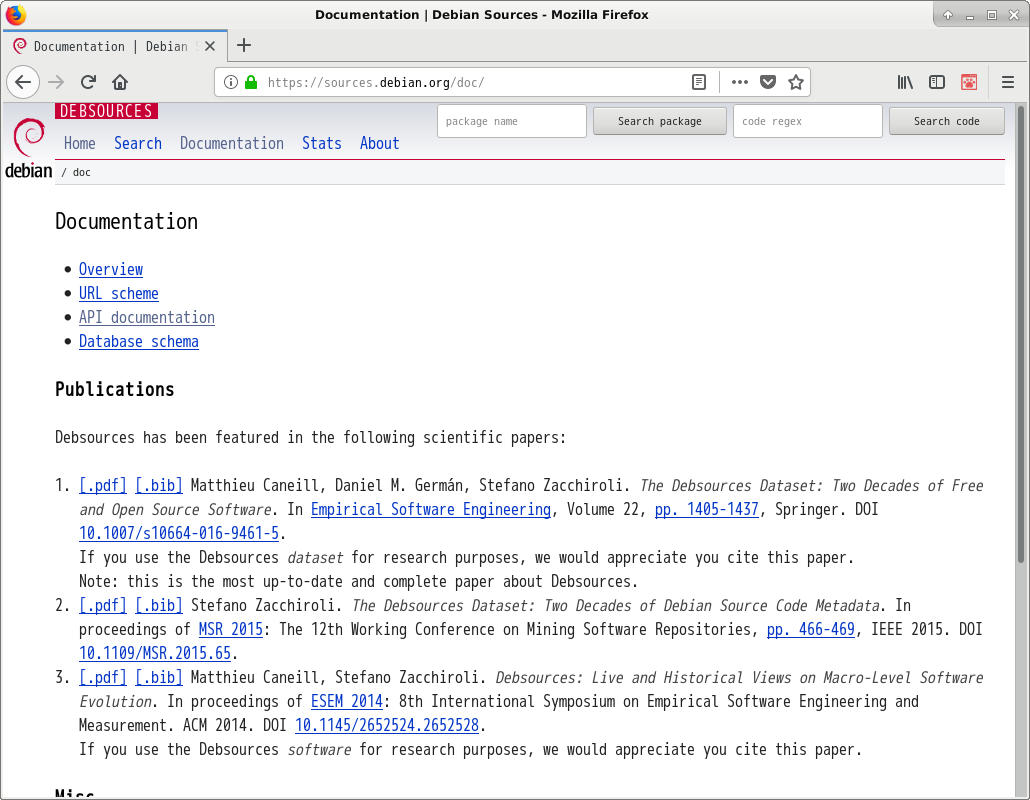 Documentation | Debian Sources - Mozilla Firefox
Documentation | Debian
https://sources.debian.org/doc/
DEBSOURCES
package name Search package code regex Search code
Home Search Documentation Stats About
debian / doc
Documentation
• Overview
• URL scheme
• API documentation
• Database schema
Publications
Debsources has been featured in the following scientific papers:
1. [.pdf] [.bib] Matthieu Caneill, Daniel M. Germán, Stefano Zacchiroli. The Debsources Dataset: Two Decades of Free
and Open Source Software. In Empirical Software Engineering, Volume 22, pp. 1405-1437, Springer. DOI
10.1007/s10664-016-9461-5.
If you use the Debsources dataset for research purposes, we would appreciate you cite this paper.
Note: this is the most up-to-date and complete paper about Debsources.
2. [.pdf] [.bib] Stefano Zacchiroli. The Debsources Dataset: Two Decades of Debian Source Code Metadata. In
proceedings of MSR 2015: The 12th Working Conference on Mining Software Repositories, pp. 466-469, IEEE 2015. DOI
10.1109/MSR.2015.65.
3. [.pdf] [.bib] Matthieu Caneill, Stefano Zacchiroli. Debsources: Live and Historical Views on Macro-Level Software
Evolution. In proceedings of ESEM 2014: 8th International Symposium on Empirical Software Engineering and
Measurement. ACM 2014. DOI 10.1145/2652524.2652528.
If you use the Debsources software for research purposes, we would appreciate you cite this paper.
Misc